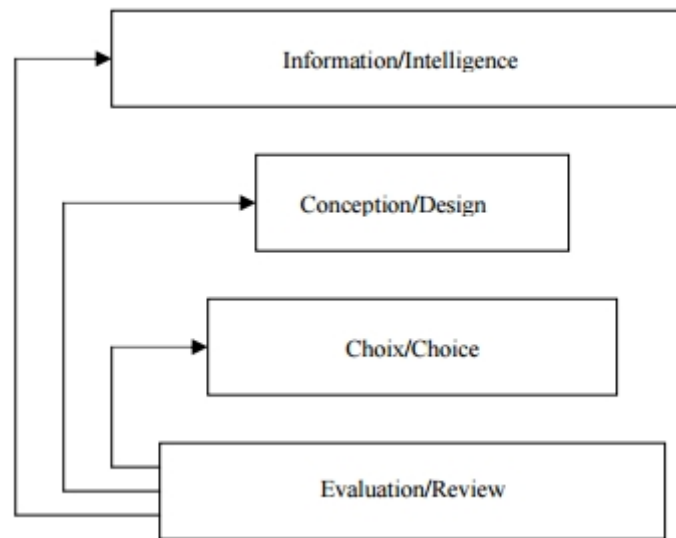 Information/Intelligence
Conception/Design
Choix/Choice
Evaluation/Review